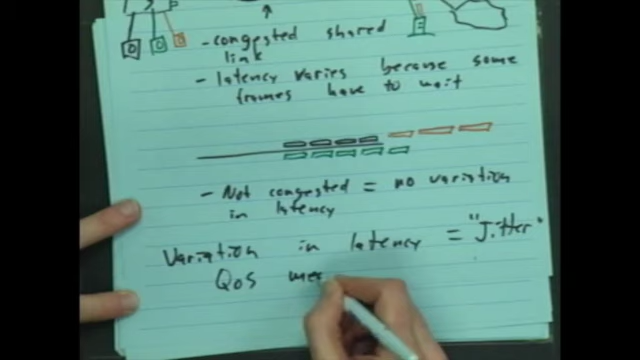 - congested shared
link
- latency varies because some
frames have to wait
- Not congested = no variation
in latency
Variation in latency = "Jitter"
QoS mea